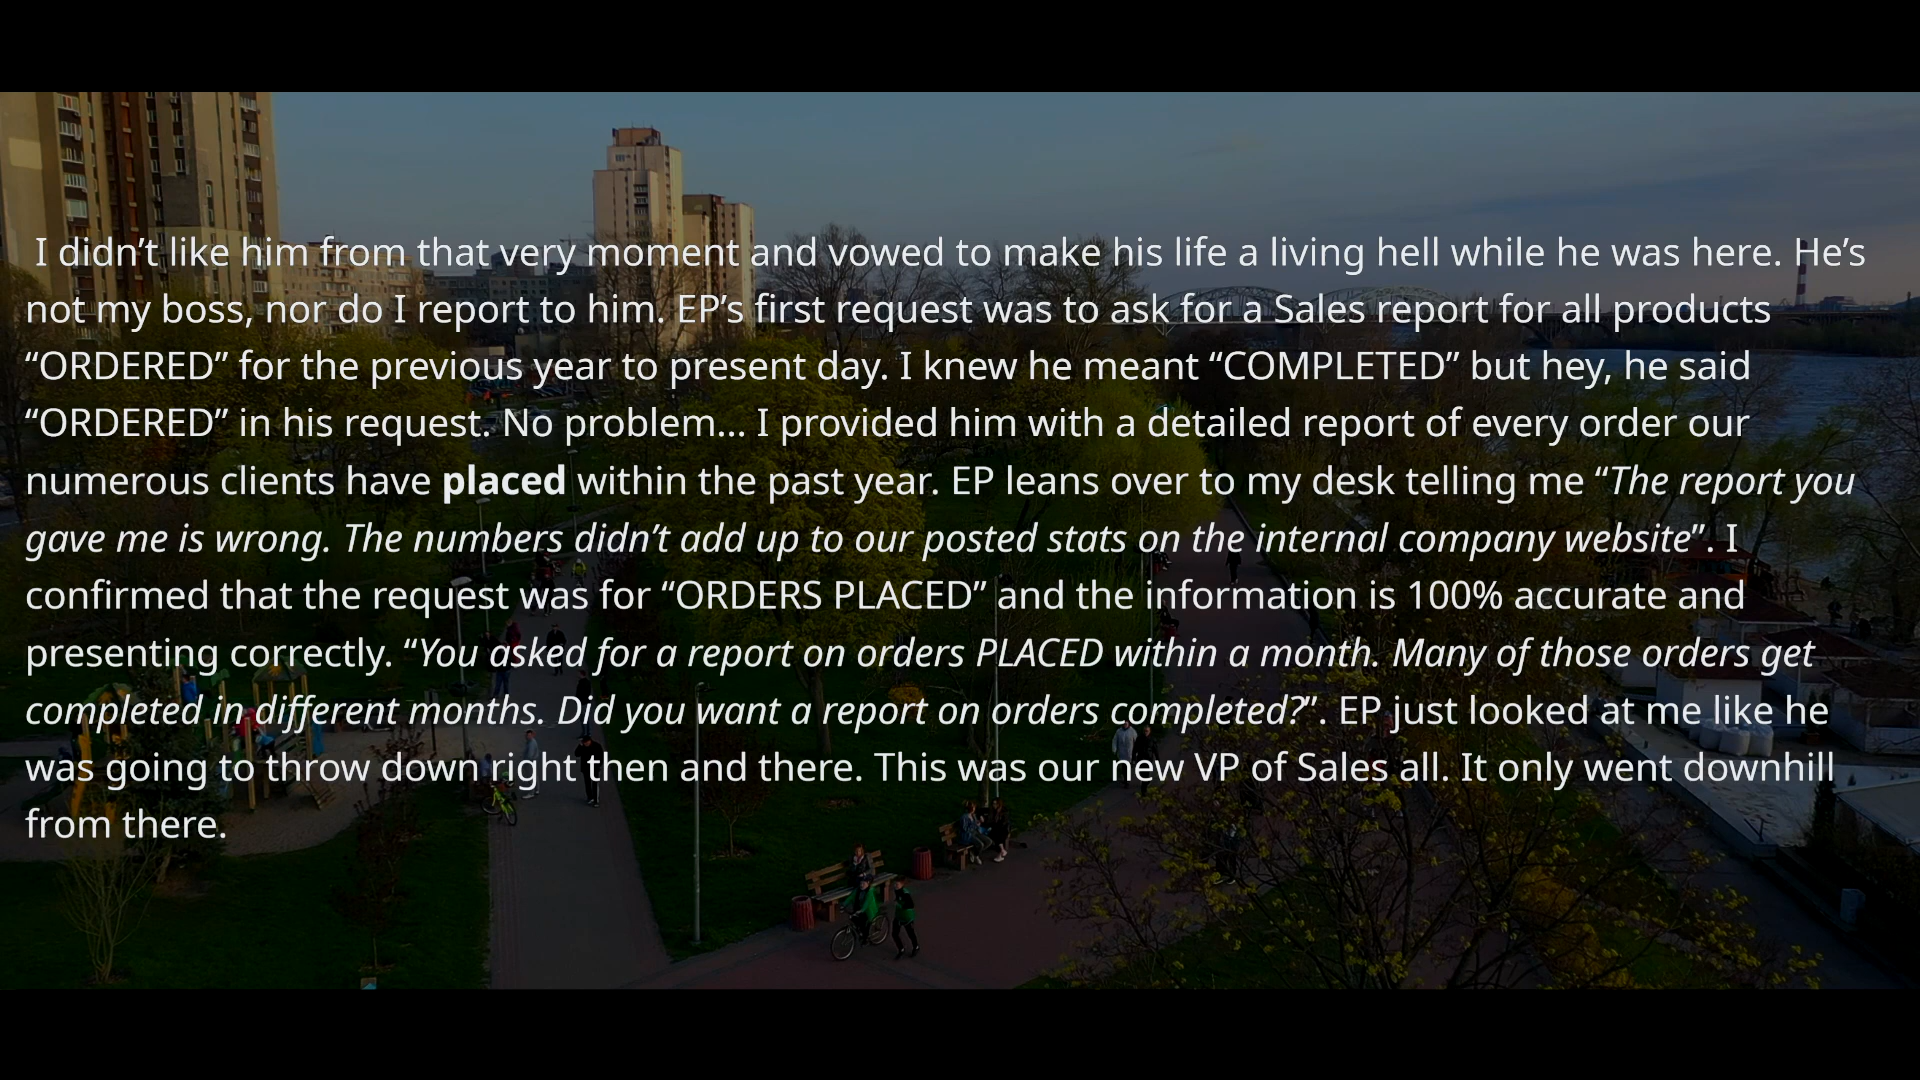 I didn’t like him from that very moment and vowed to make his life a living hell while he was here. He’s
not my boss, nor do I report to him. EP’s first request was to ask for a Sales report for all products
“ORDERED” for the previous year to present day. I knew he meant “COMPLETED” but hey, he said
“ORDERED” in his request. No problem... I provided him with a detailed report of every order our
numerous clients have placed within the past year. EP leans over to my desk telling me “The report you
gave me is wrong. The numbers didn’t add up to our posted stats on the internal company website”. I
confirmed that the request was for “ORDERS PLACED” and the information is 100% accurate and
presenting correctly. “You asked for a report on orders PLACED within a month. Many of those orders get
completed in different months. Did you want a report on orders completed?”. EP just looked at me like he
was going to throw down right then and there. This was our new VP of Sales all. It only went downhill
from there.